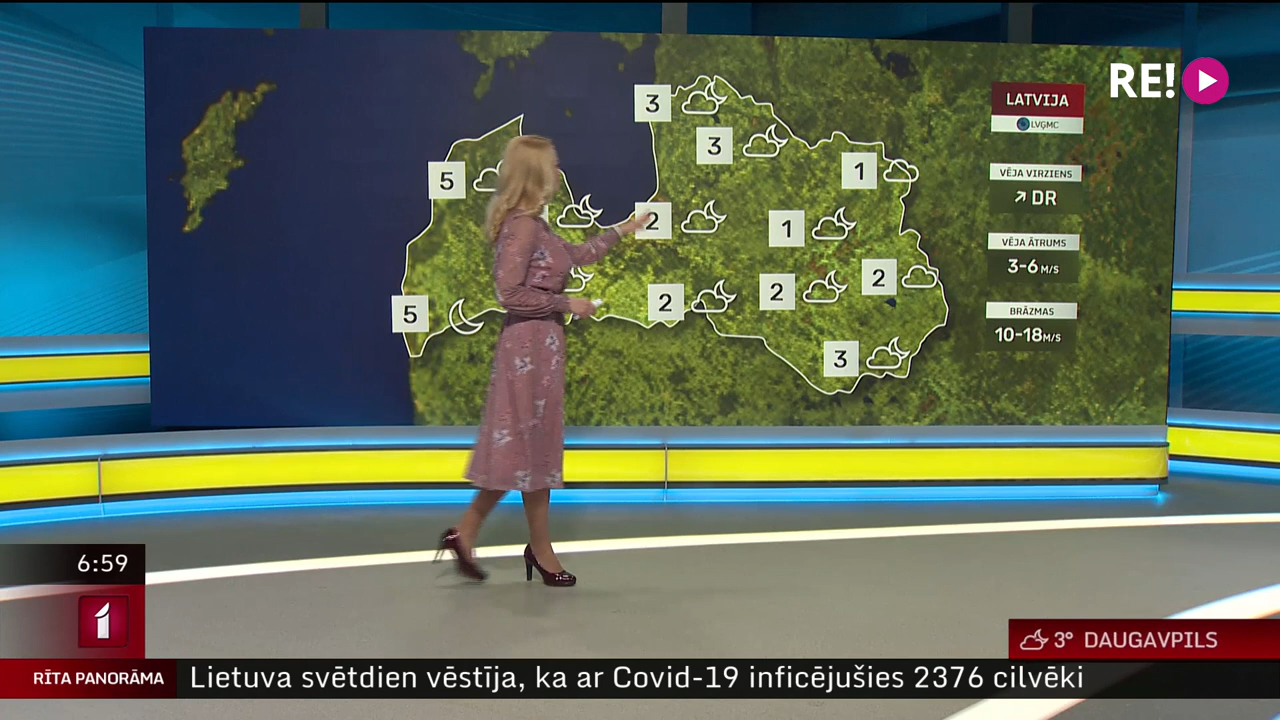 RE!
LATVIJA
LVĢMC
VĒJA VIRZIENS
DR
VĒJA ĀTRUMS
3-6 M/S
BRĀZMAS
10-18 M/S
3
3
1
5
2
1
2
2
2
5
3
6:59
1
3° DAUGAVPILS
RĪTA PANORĀMA
Lietuva svētdien vēstīja, ka ar Covid-19 inficējušies 2376 cilvēki